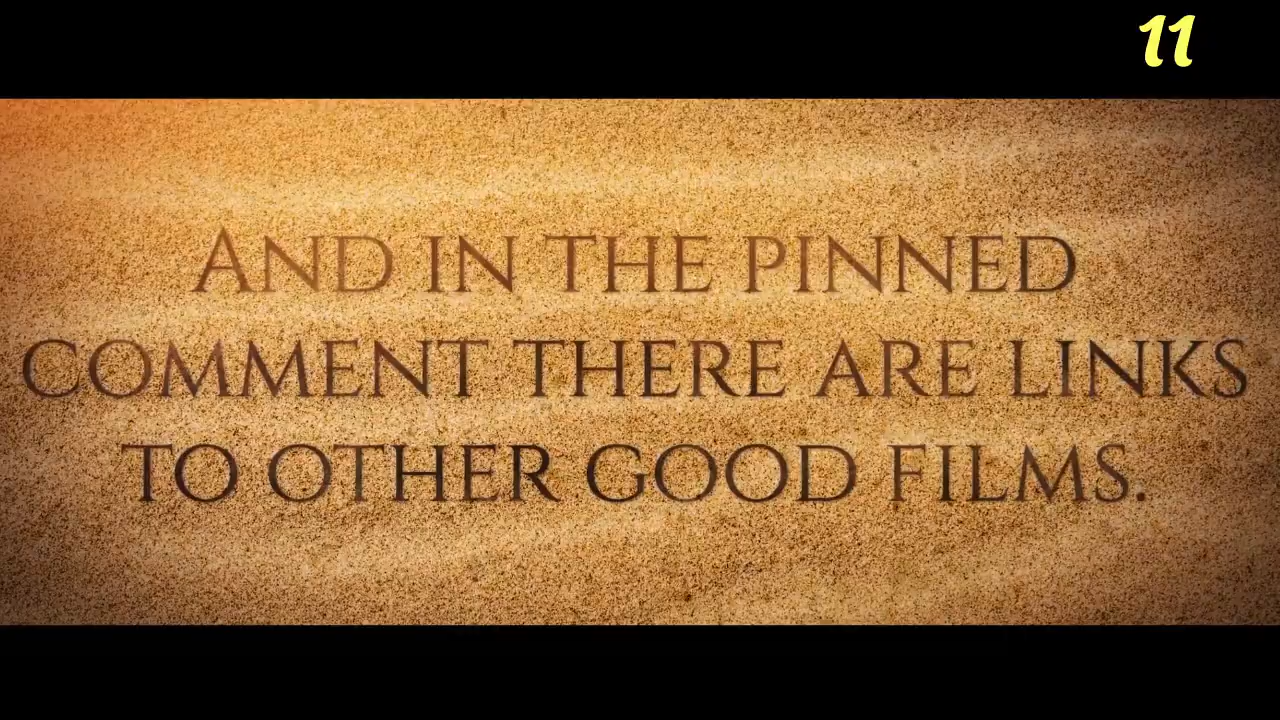 11
AND IN THE PINNED
COMMENT THERE ARE LINKS
TO OTHER GOOD FILMS.